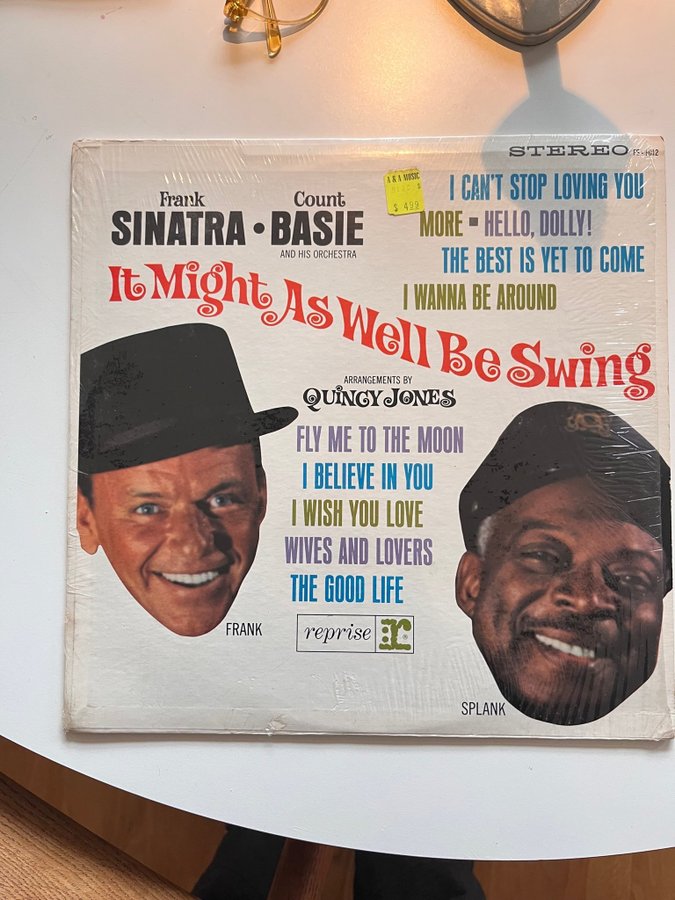 STEREO
Frank Count
SINATRA • BASIE
AND HIS ORCHESTRA
A & A MUSIC
$ 4.99
I CAN'T STOP LOVING YOU
MORE - HELLO, DOLLY!
THE BEST IS YET TO COME
I WANNA BE AROUND
It Might As Well Be Swing
ARRANGEMENTS BY
QUINCY JONES
FLY ME TO THE MOON
I BELIEVE IN YOU
I WISH YOU LOVE
WIVES AND LOVERS
THE GOOD LIFE
FRANK
reprise r ®
SPLANK